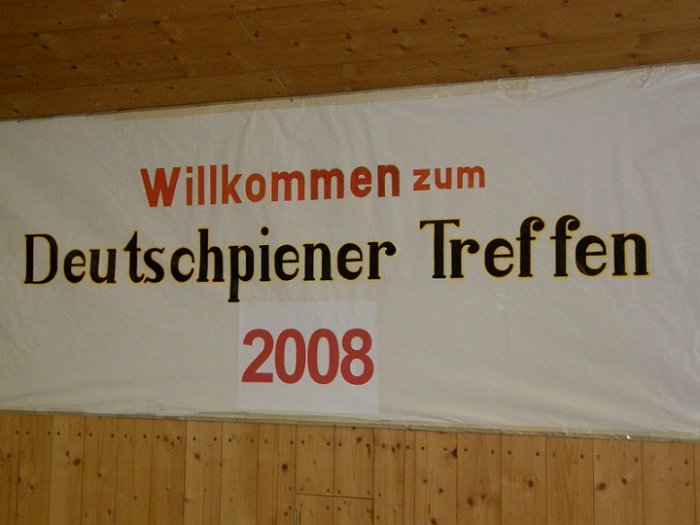 Willkommen zum
Deutschpiener Treffen
2008